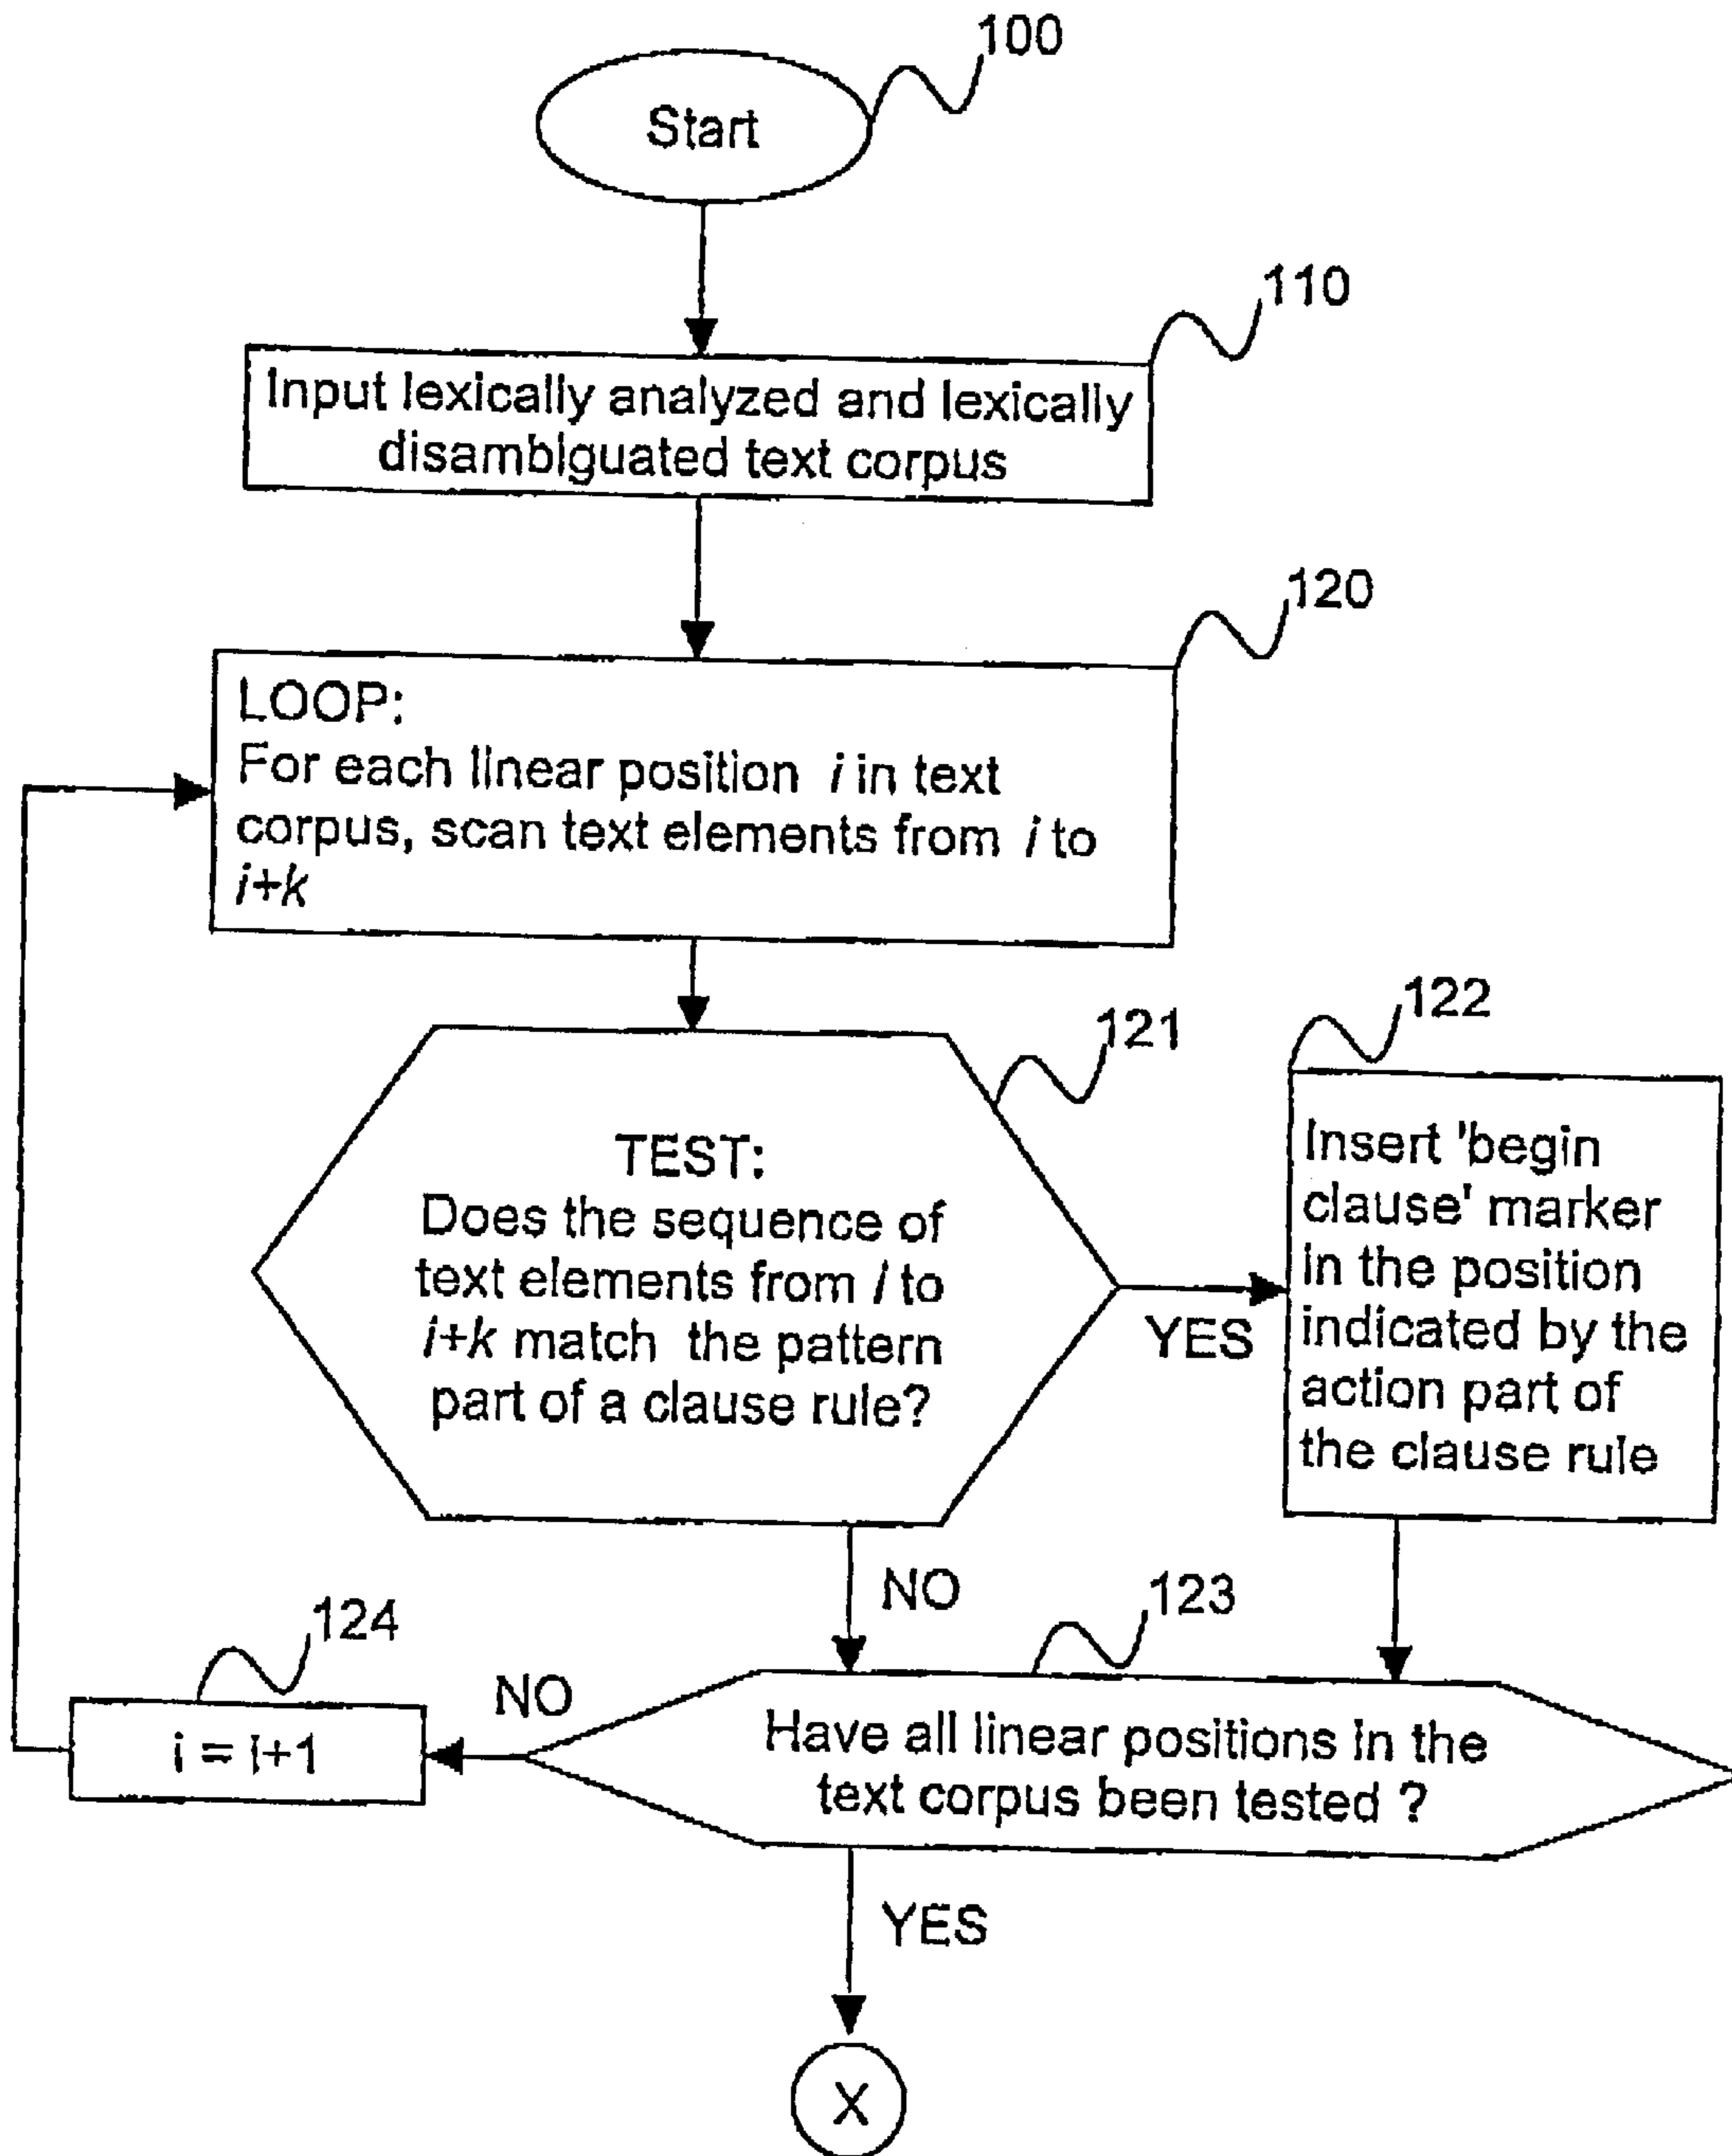 100
Start
110
Input lexically analyzed and lexically
disambiguated text corpus
120
LOOP:
For each linear position i in text
corpus, scan text elements from i to
i+k
121
TEST:
Does the sequence of
text elements from i to
i+k match the pattern
part of a clause rule?
YES
122
Insert 'begin
clause' marker
in the position
indicated by the
action part of
the clause rule
NO
123
Have all linear positions in the
text corpus been tested ?
NO
124
i = i+1
YES
X